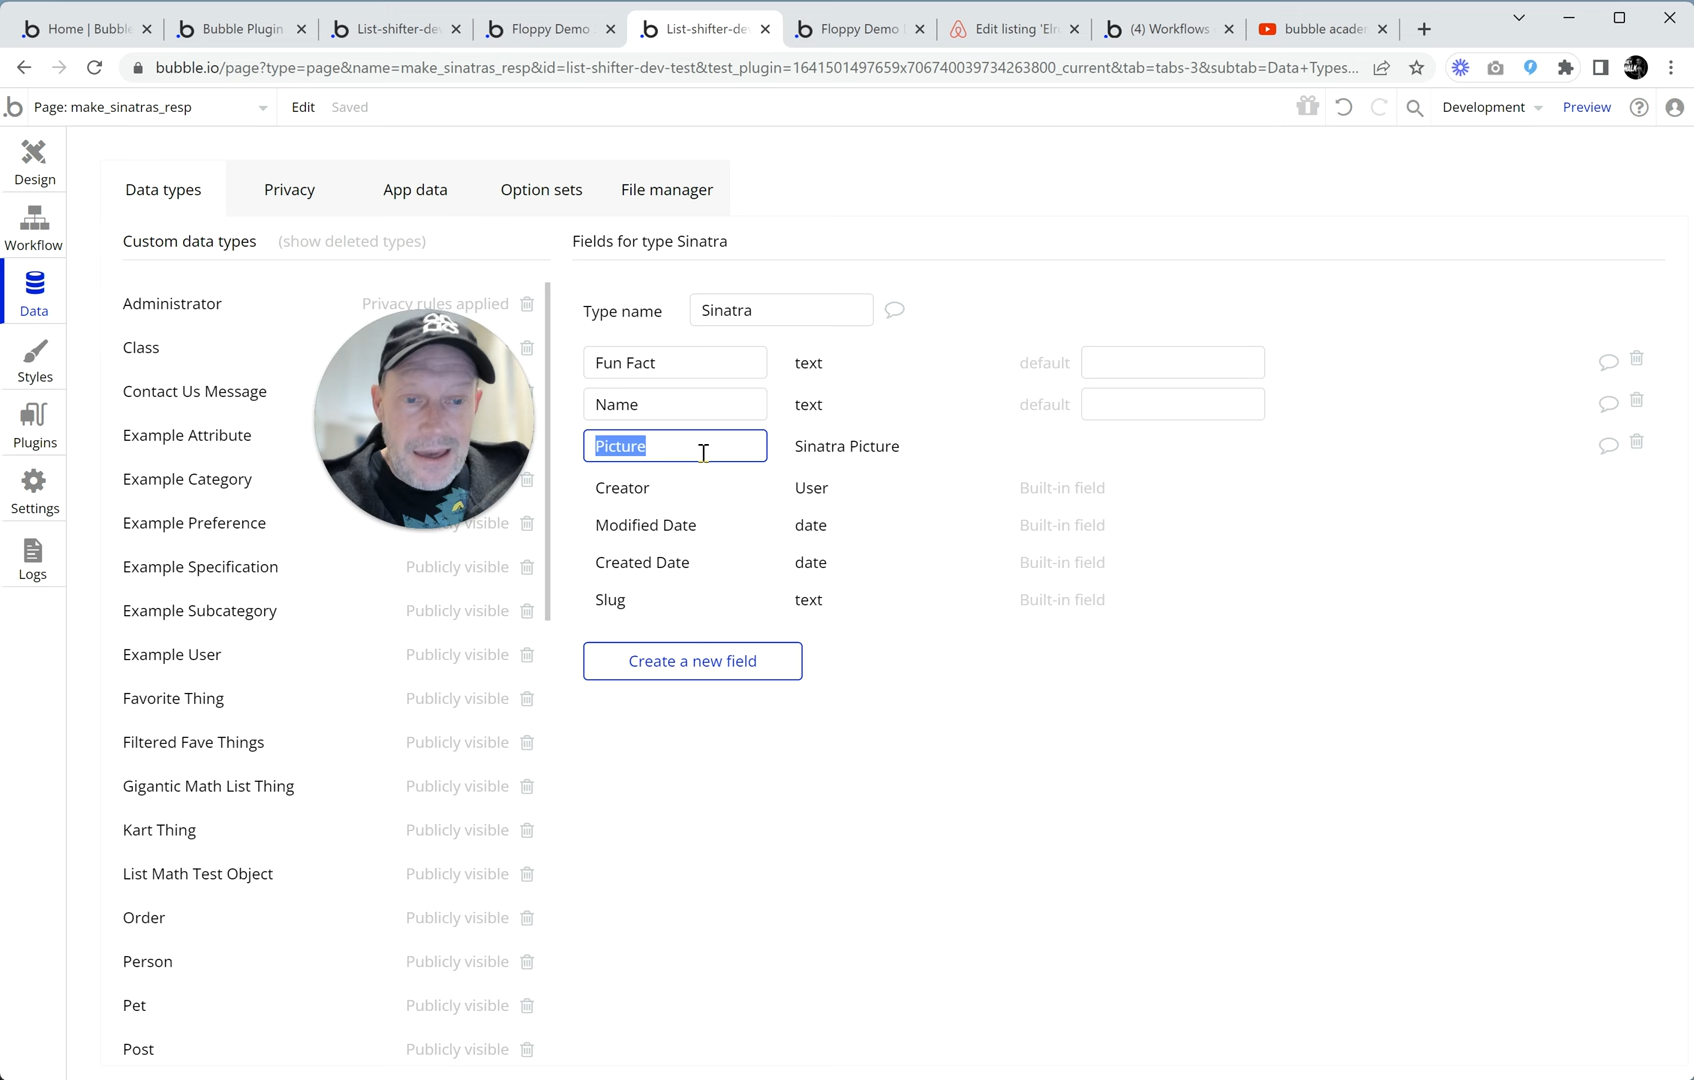 Home | Bubble
Bubble Plugin
List-shifter-de
Floppy Demo
List-shifter-de
Floppy Demo
Edit listing 'Elr
(4) Workflows
bubble acade
bubble.io/page?type=page&name=make_sinatras_resp&id=list-shifter-dev-test&test_plugin=1641501497659x706740039734263800_current&tab=tabs-3&subtab=Data+Types...
Page: make_sinatras_resp
Edit
Saved
Development
Preview
Design
Workflow
Data
Styles
Plugins
Settings
Logs
Data types
Privacy
App data
Option sets
File manager
Custom data types
(show deleted types)
Administrator
Privacy rules applied
Class
Contact Us Message
Example Attribute
Example Category
Example Preference
visible
Example Specification
Publicly visible
Example Subcategory
Publicly visible
Example User
Publicly visible
Favorite Thing
Publicly visible
Filtered Fave Things
Publicly visible
Gigantic Math List Thing
Publicly visible
Kart Thing
Publicly visible
List Math Test Object
Publicly visible
Order
Publicly visible
Person
Publicly visible
Pet
Publicly visible
Post
Publicly visible
Fields for type Sinatra
Type name
Sinatra
Fun Fact
text
default
Name
text
default
Picture
Sinatra Picture
Creator
User
Built-in field
Modified Date
date
Built-in field
Created Date
date
Built-in field
Slug
text
Built-in field
Create a new field